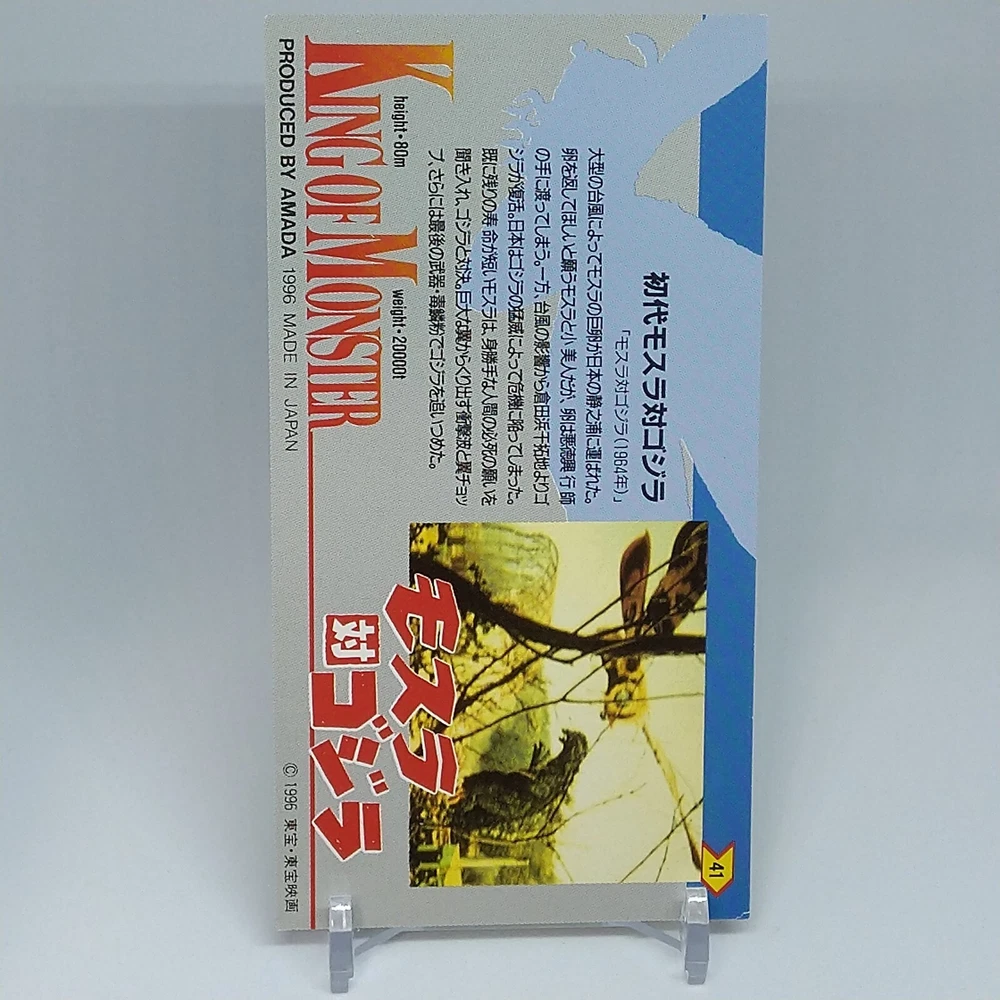 41
初代モスラ対ゴジラ
「モスラ対ゴジラ(1964年)」
大型の台風によってモスラの巨卵が日本の静之浦に運ばれた。
卵を返してほしいと願うモスラと小美人だが、卵は悪徳興行師
の手に渡ってしまう。一方、台風の影響から倉田浜干拓地よりゴ
ジラが復活。日本はゴジラの猛威によって危機に陥ってしまった。
既に残りの寿命が短いモスラは、身勝手な人間の必死の願いを
聞き入れ、ゴジラと対決。巨大な翼からくり出す衝撃波と翼チョッ
プ、さらには最後の武器・毒鱗粉でゴジラを追いつめた。
height・80m
weight・20000t
モスラ
対
ゴジラ
KING OF MONSTER
PRODUCED BY AMADA 1996 MADE IN JAPAN
© 1996 東宝・東宝映画